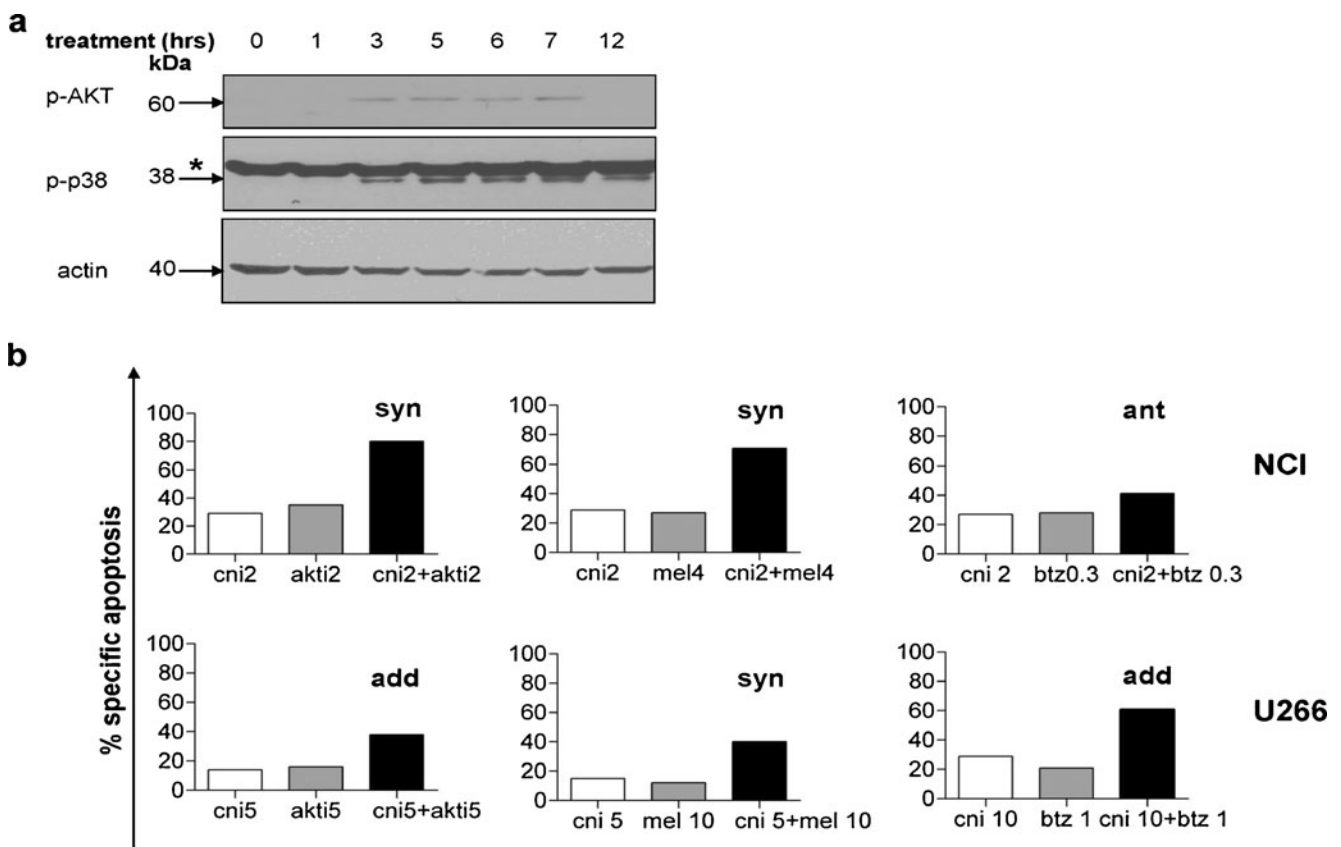 a
treatment (hrs) 0 1 3 5 6 7 12
kDa
p-AKT 60
*
p-p38 38
actin 40
b
% specific apoptosis
100
80
60
40
20
0
syn
cni2 akti2 cni2+akti2
100
80
60
40
20
0
syn
cni2 mel4 cni2+mel4
100
80
60
40
20
0
ant
cni 2 btz0.3 cni2+btz 0.3
NCI
100
80
60
40
20
0
add
cni5 akti5 cni5+akti5
100
80
60
40
20
0
syn
cni 5 mel 10 cni 5+mel 10
100
80
60
40
20
0
add
cni 10 btz 1 cni 10+btz 1
U266